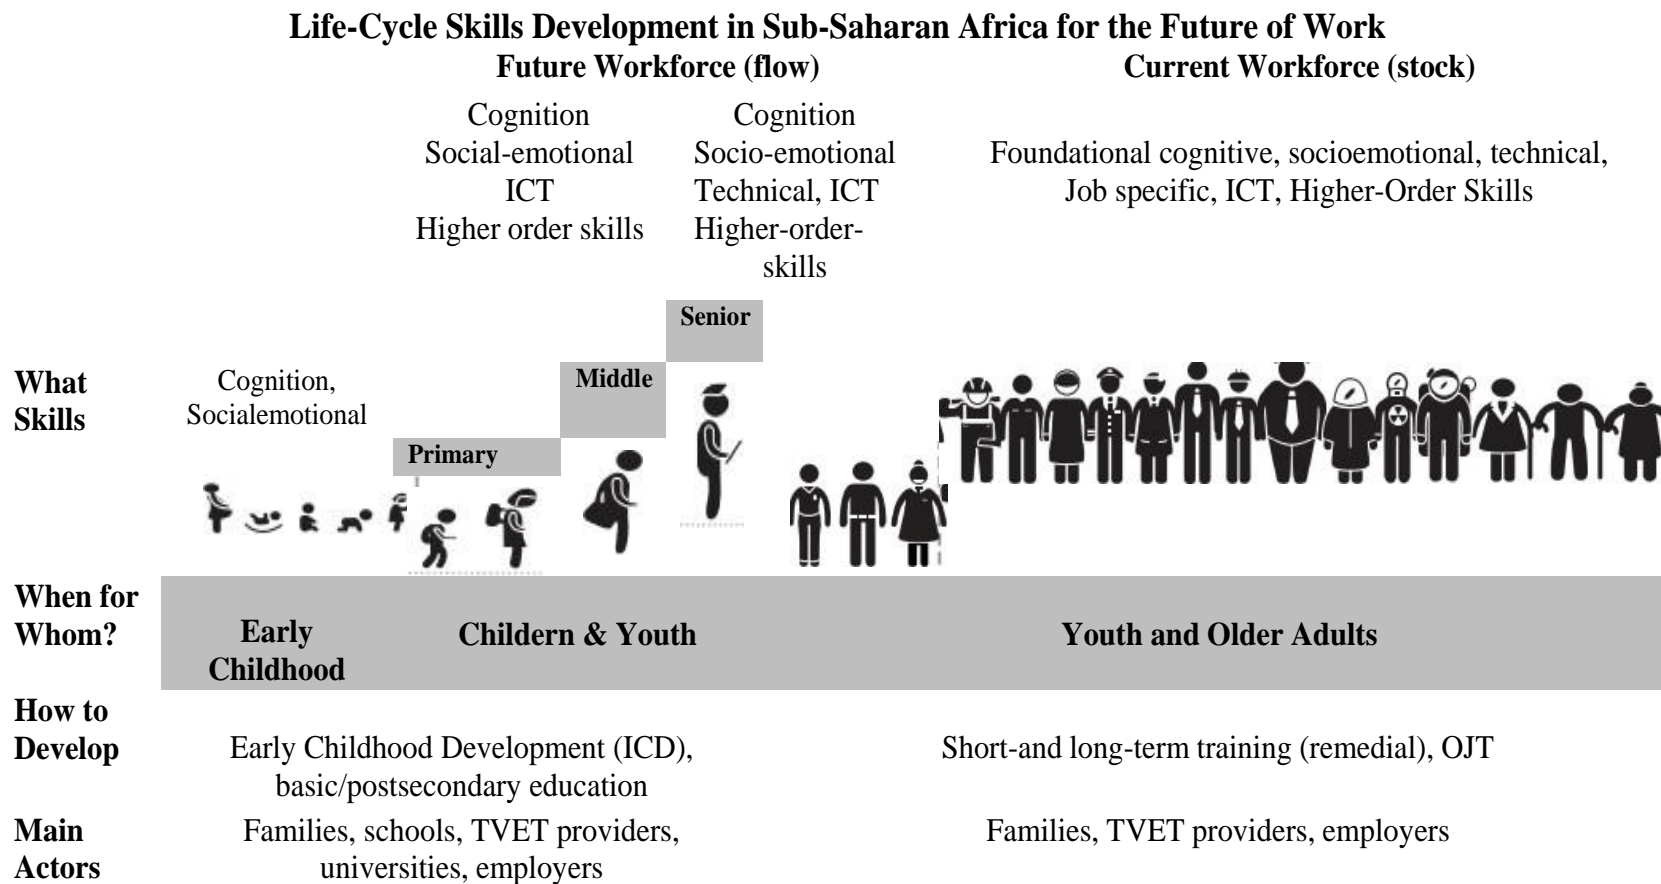 Life-Cycle Skills Development in Sub-Saharan Africa for the Future of Work
Future Workforce (flow)
Current Workforce (stock)
Cognition
Social-emotional
ICT
Higher order skills
Cognition
Socio-emotional
Technical, ICT
Higher-order-
skills
Foundational cognitive, socioemotional, technical,
Job specific, ICT, Higher-Order Skills
Senior
Middle
Primary
What
Skills
Cognition,
Socialemotional
When for
Whom?
Early
Childhood
Childern & Youth
Youth and Older Adults
How to
Develop
Early Childhood Development (ICD),
basic/postsecondary education
Short-and long-term training (remedial), OJT
Main
Actors
Families, schools, TVET providers,
universities, employers
Families, TVET providers, employers